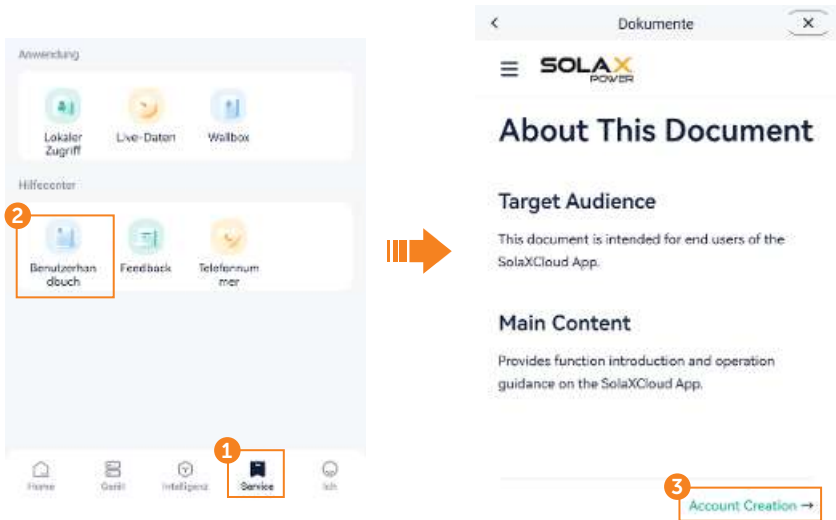 Anwendung
Lokaler
Zugriff
Live-Daten
Wallbox
Hilfecenter
2
Benutzerhan
dbuch
Feedback
Telefonnum
mer
1
Home
Gerät
Intelligenz
Service
Ich
Dokumente
SOLAX
POWER
About This Document
Target Audience
This document is intended for end users of the
SolaXCloud App.
Main Content
Provides function introduction and operation
guidance on the SolaXCloud App.
3
Account Creation →